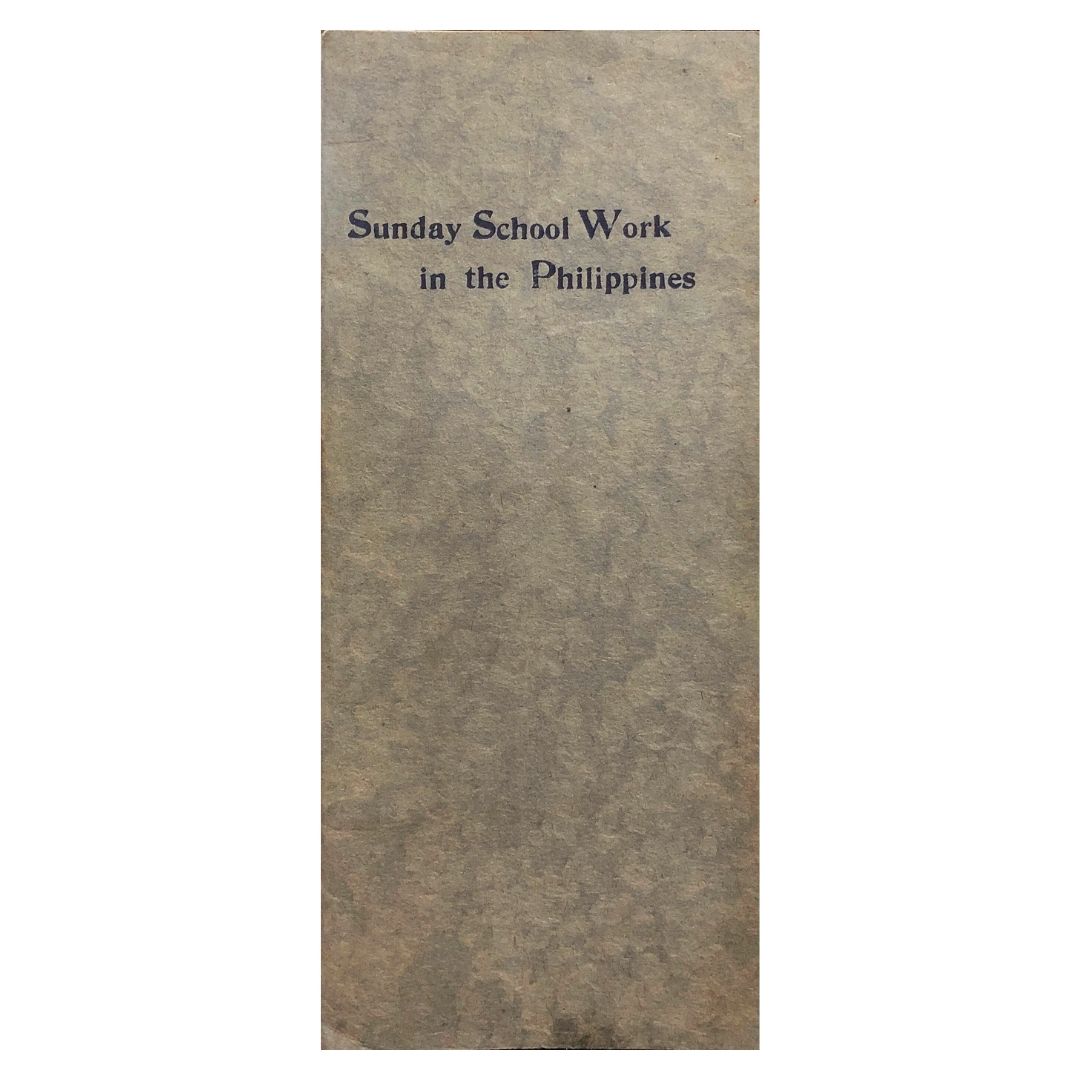 Sunday School Work
in the Philippines